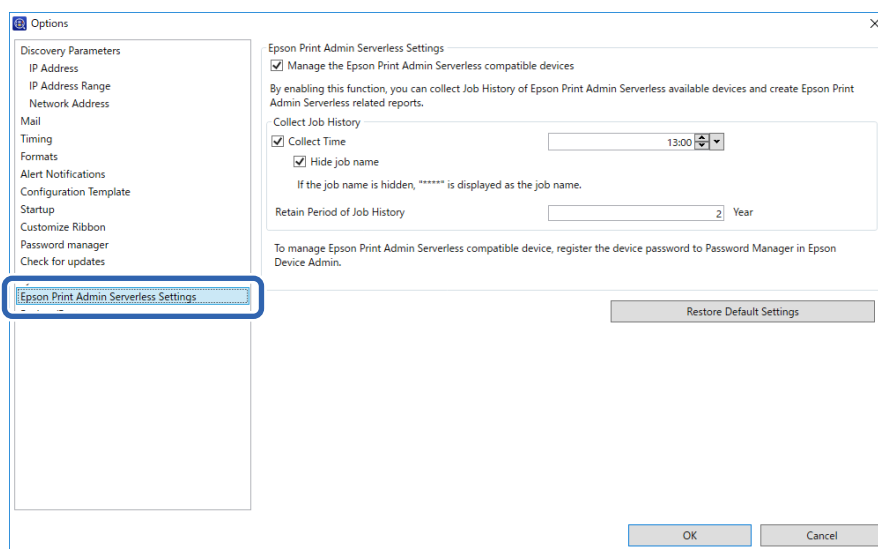 Options
Discovery Parameters
IP Address
IP Address Range
Network Address
Mail
Timing
Formats
Alert Notifications
Configuration Template
Startup
Customize Ribbon
Password manager
Check for updates
Epson Print Admin Serverless Settings
Epson Print Admin Serverless Settings
Manage the Epson Print Admin Serverless compatible devices
By enabling this function, you can collect Job History of Epson Print Admin Serverless available devices and create Epson Print
Admin Serverless related reports.
Collect Job History
Collect Time
13:00
Hide job name
If the job name is hidden, "*****" is displayed as the job name.
Retain Period of Job History
2 Year
To manage Epson Print Admin Serverless compatible device, register the device password to Password Manager in Epson
Device Admin.
Restore Default Settings
OK
Cancel